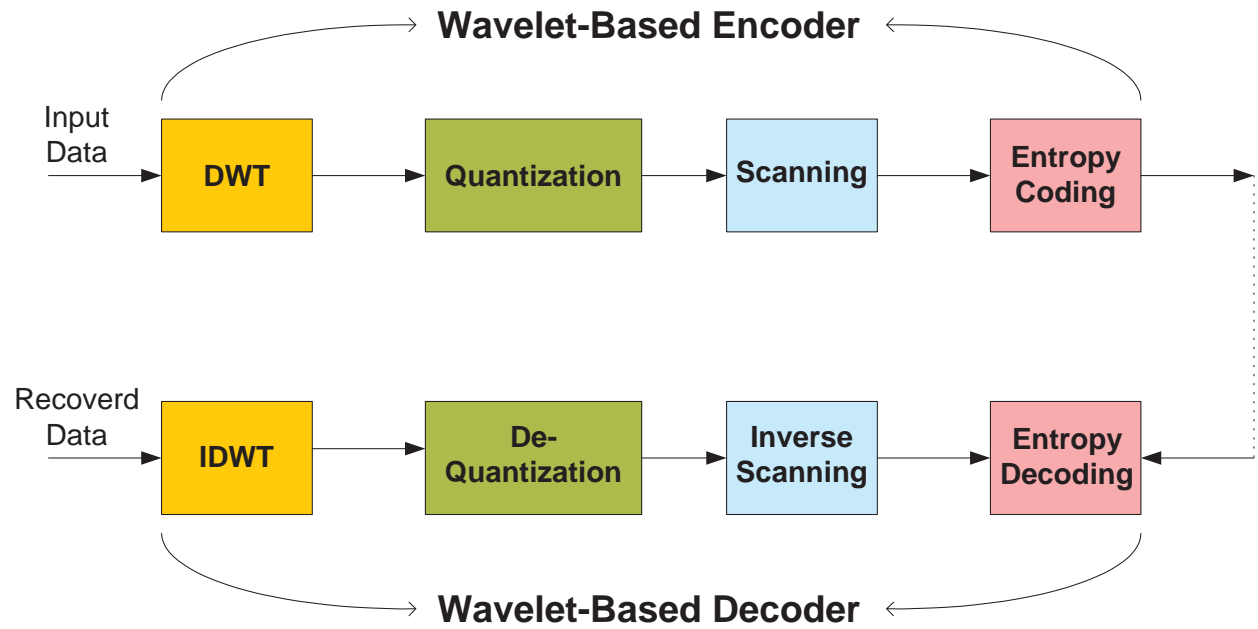 Wavelet-Based Encoder
Input
Data
DWT
Quantization
Scanning
Entropy
Coding
Recoverd
Data
IDWT
De-
Quantization
Inverse
Scanning
Entropy
Decoding
Wavelet-Based Decoder